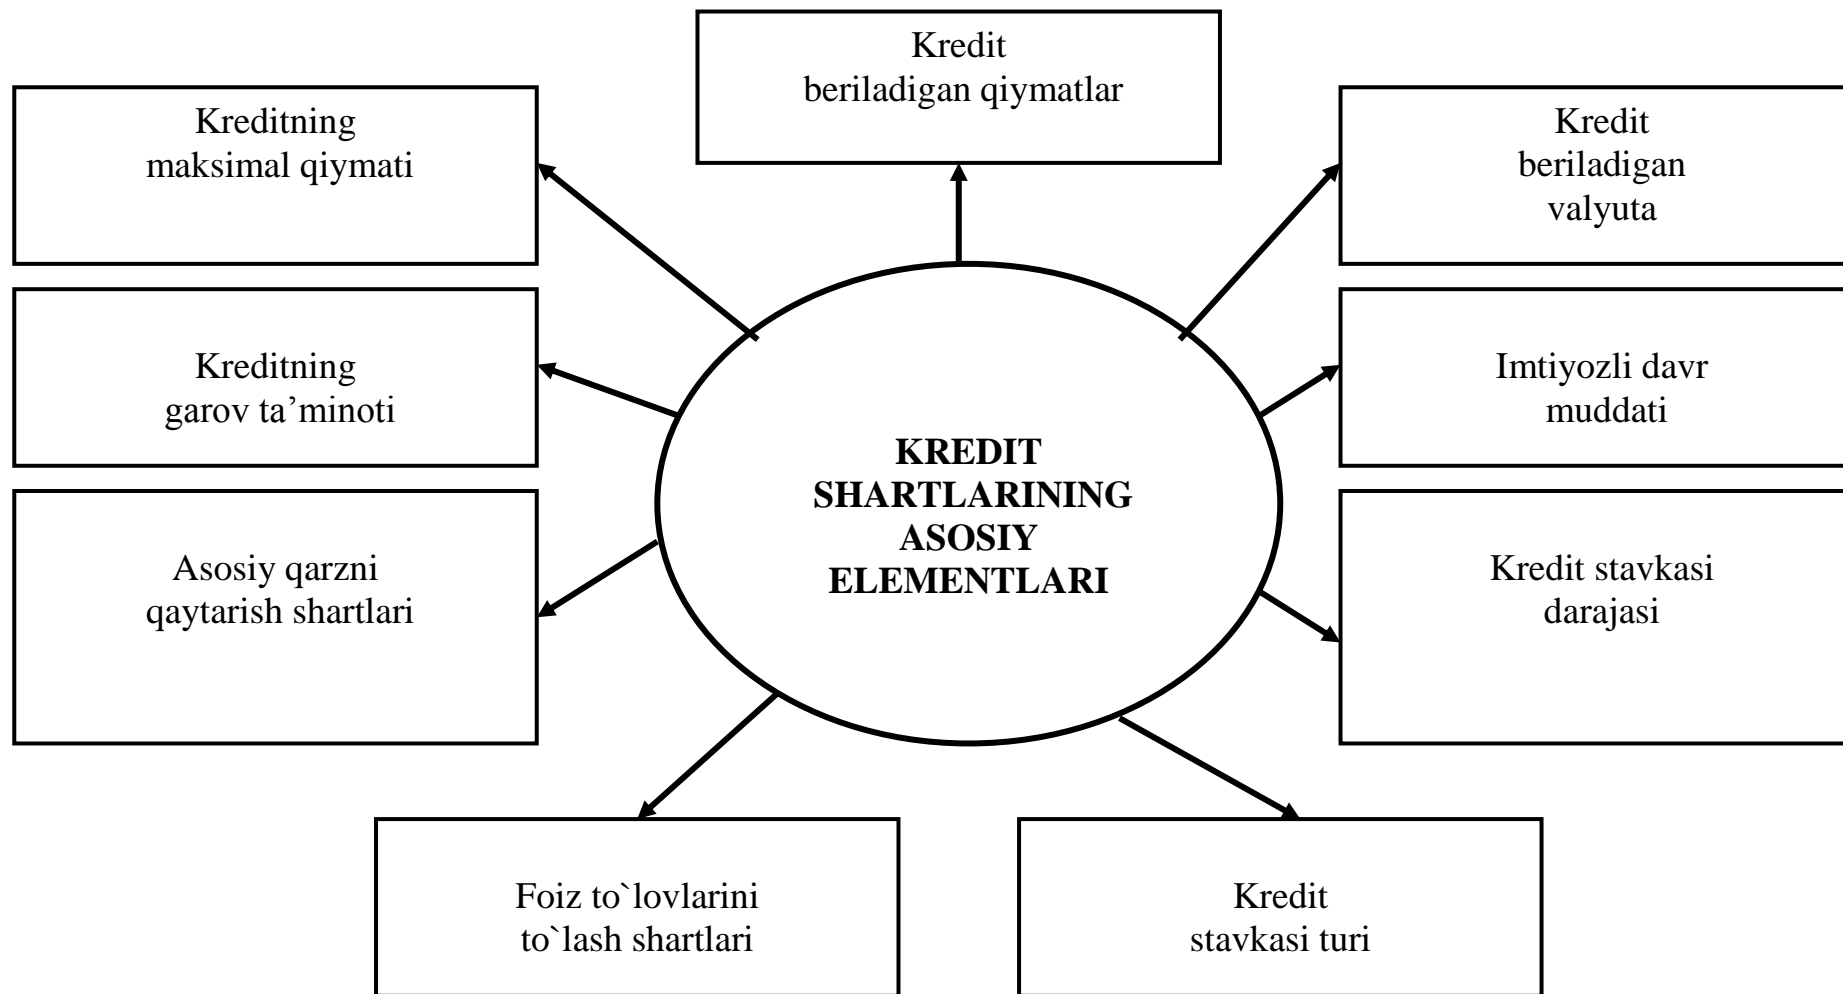 Kredit
beriladigan qiymatlar
Kreditning
maksimal qiymati
Kredit
beriladigan
valyuta
Kreditning
garov ta’minoti
Imtiyozli davr
muddati
KREDIT
SHARTLARINING
ASOSIY
ELEMENTLARI
Asosiy qarzni
qaytarish shartlari
Kredit stavkasi
darajasi
Foiz to`lovlarini
to`lash shartlari
Kredit
stavkasi turi